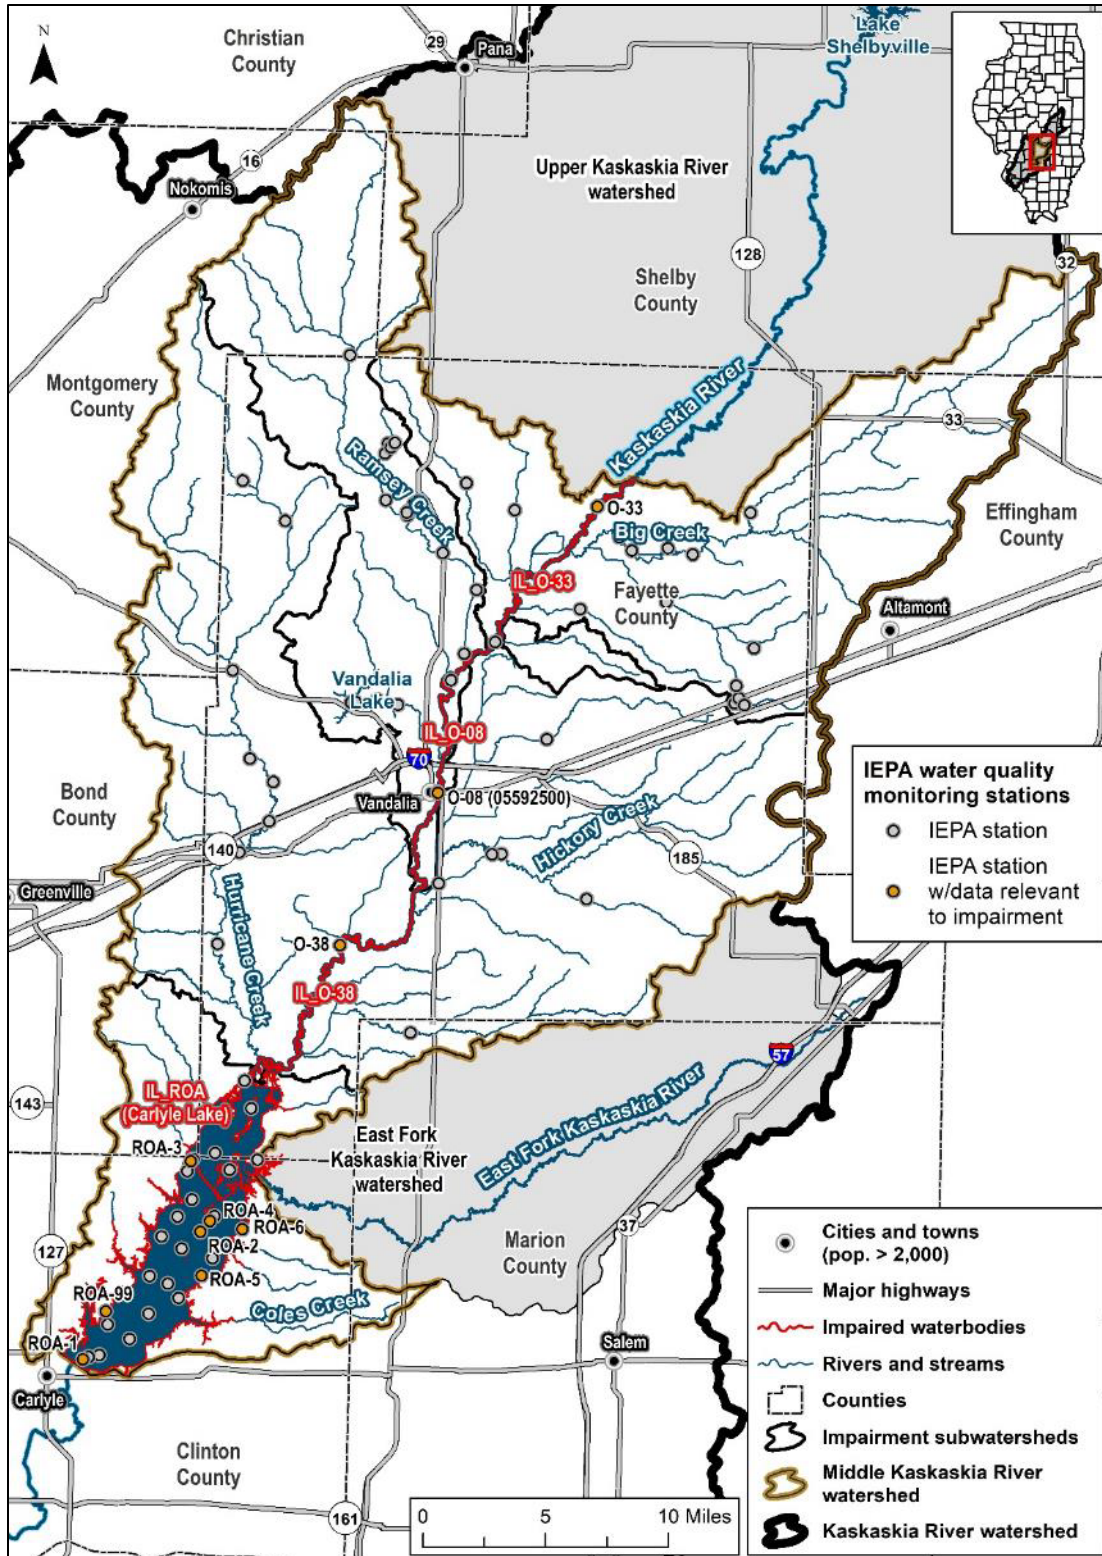 N
Christian
County
29
Pana
Lake
Shelbyville
16
Nokomis
Upper Kaskaskia River
watershed
128
32
Shelby
County
Montgomery
County
Kaskaskia River
33
Ramsey Creek
O-33
Big Creek
Effingham
County
IL_O-33
Fayette
County
Altamont
Vandalia
Lake
IL_O-08
70
Bond
County
Vandalia
O-08 (05592500)
IEPA water quality
monitoring stations
IEPA station
IEPA station
w/data relevant
to impairment
140
Hickory Creek
185
Greenville
Hurricane Creek
O-38
IL_O-38
57
143
IL_ROA
(Carlyle Lake)
East Fork Kaskaskia River
ROA-3
East Fork
Kaskaskia River
watershed
ROA-4
ROA-6
ROA-2
37
Marion
County
127
ROA-5
ROA-99
Coles Creek
ROA-1
Salem
Carlyle
Clinton
County
161
0 5 10 Miles
Cities and towns
(pop. > 2,000)
Major highways
Impaired waterbodies
Rivers and streams
Counties
Impairment subwatersheds
Middle Kaskaskia River
watershed
Kaskaskia River watershed